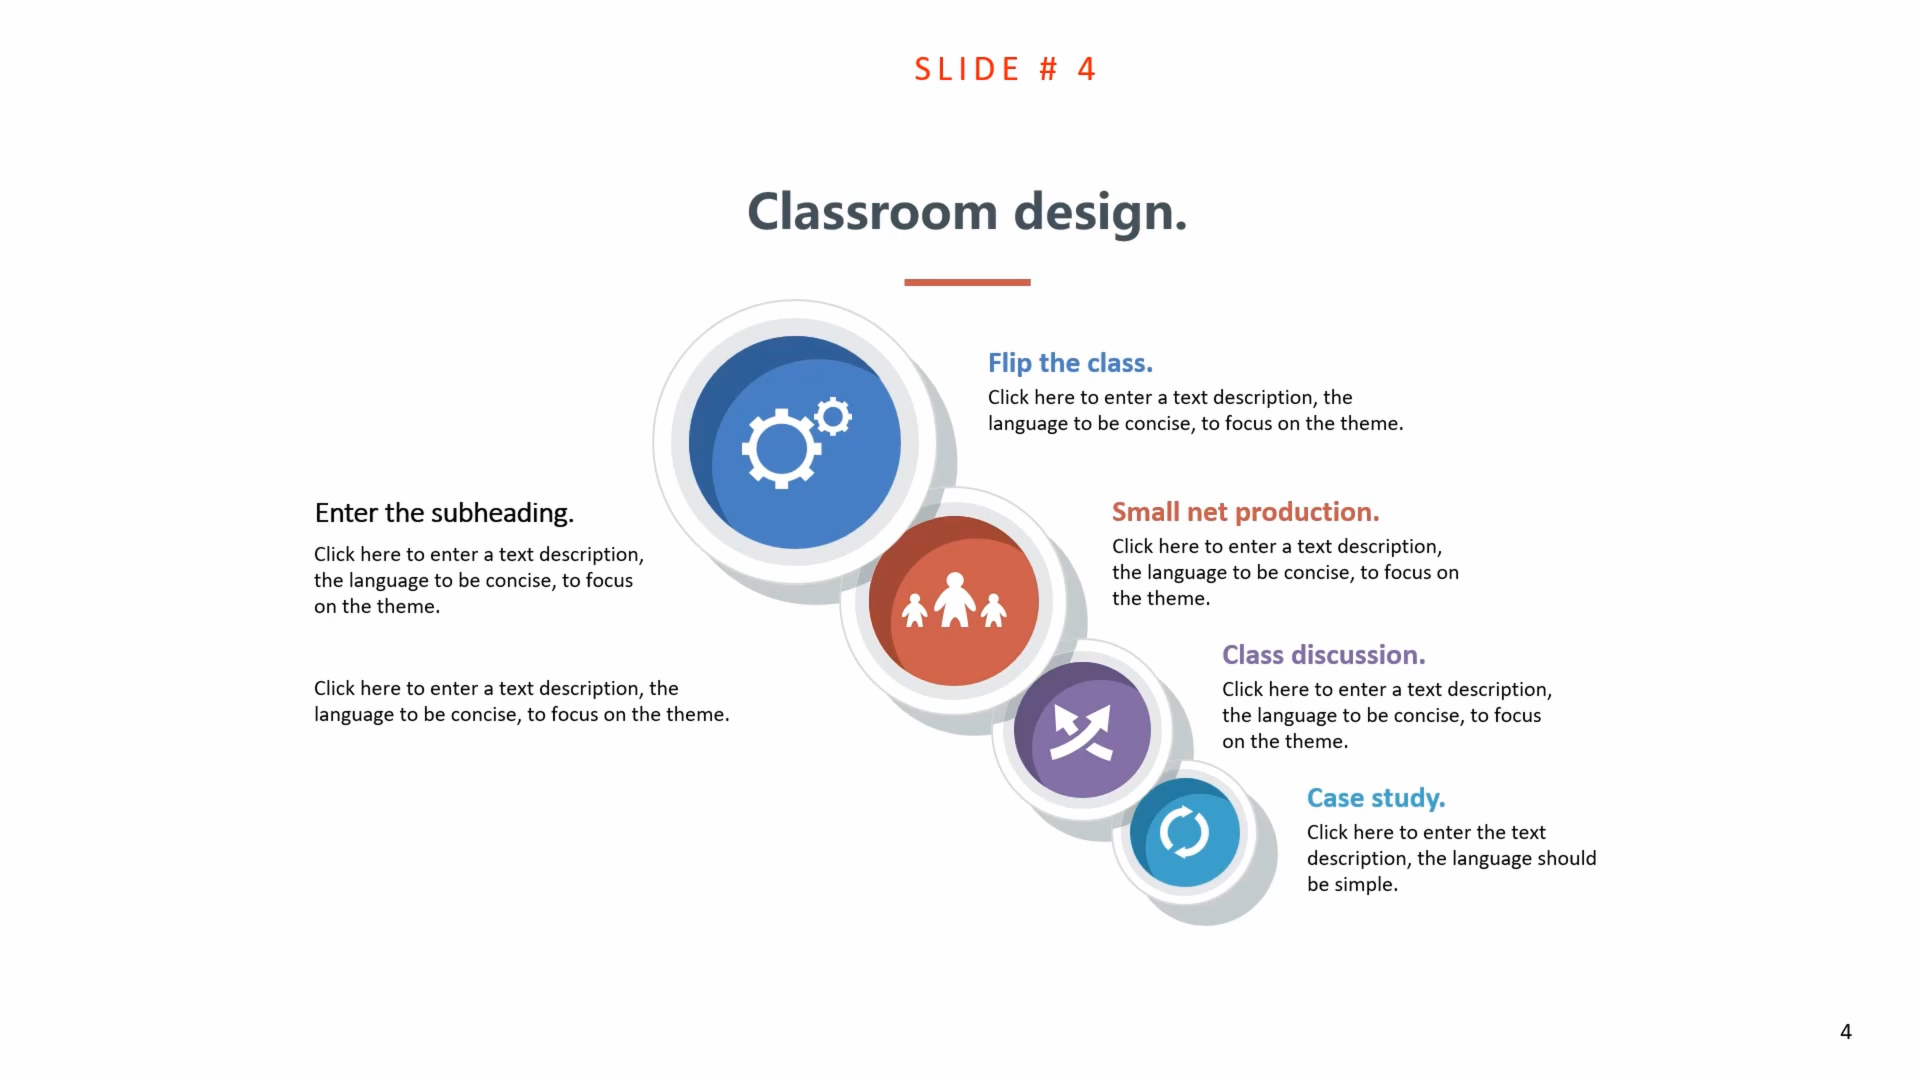 SLIDE # 4
Classroom design.
Flip the class.
Click here to enter a text description, the
language to be concise, to focus on the theme.
Enter the subheading.
Click here to enter a text description,
the language to be concise, to focus
on the theme.
Click here to enter a text description, the
language to be concise, to focus on the theme.
Small net production.
Click here to enter a text description,
the language to be concise, to focus on
the theme.
Class discussion.
Click here to enter a text description,
the language to be concise, to focus
on the theme.
Case study.
Click here to enter the text
description, the language should
be simple.
4